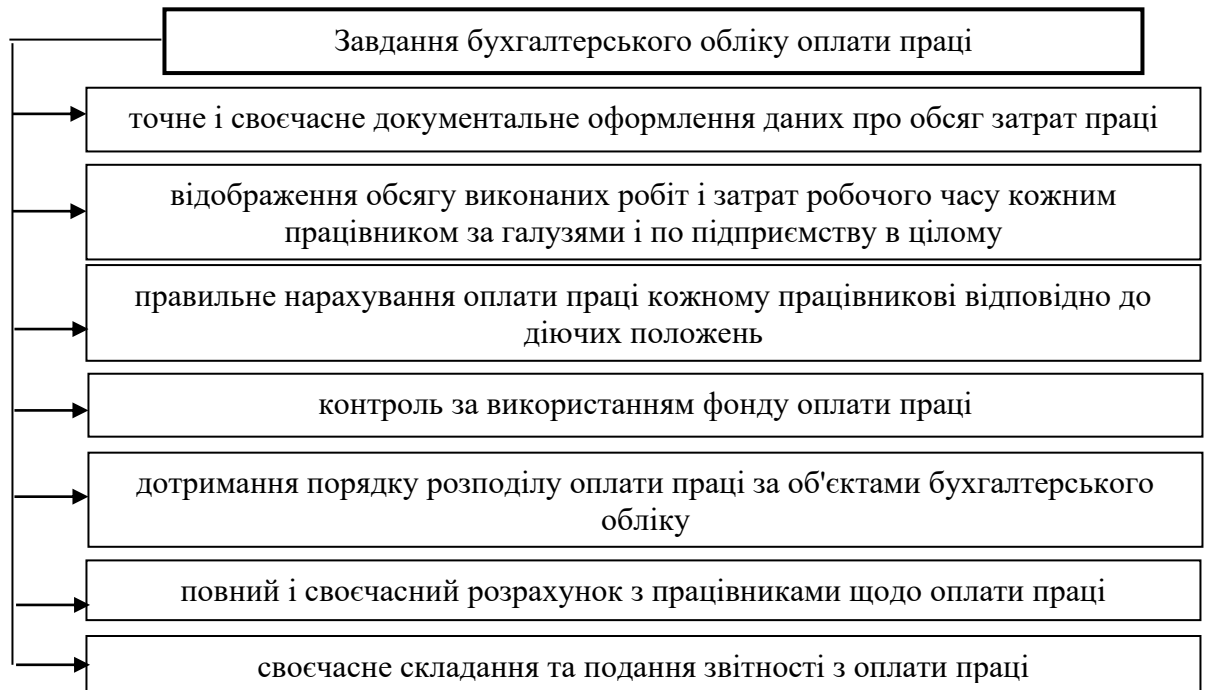 Завдання бухгалтерського обліку оплати праці
точне і своєчасне документальне оформлення даних про обсяг затрат праці
відображення обсягу виконаних робіт і затрат робочого часу кожним
працівником за галузями і по підприємству в цілому
правильне нарахування оплати праці кожному працівникові відповідно до
діючих положень
контроль за використанням фонду оплати праці
дотримання порядку розподілу оплати праці за об'єктами бухгалтерського
обліку
повний і своєчасний розрахунок з працівниками щодо оплати праці
своєчасне складання та подання звітності з оплати праці